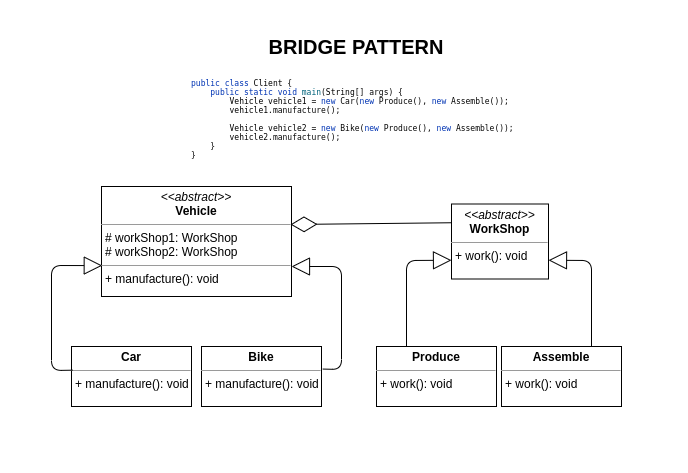 BRIDGE PATTERN
public class Client {
    public static void main(String[] args) {
        Vehicle vehicle1 = new Car(new Produce(), new Assemble());
        vehicle1.manufacture();
        Vehicle vehicle2 = new Bike(new Produce(), new Assemble());
        vehicle2.manufacture();
    }
}
<<abstract>>
Vehicle
# workShop1: WorkShop
# workShop2: WorkShop
+ manufacture(): void
<<abstract>>
WorkShop
+ work(): void
Car
+ manufacture(): void
Bike
+ manufacture(): void
Produce
+ work(): void
Assemble
+ work(): void